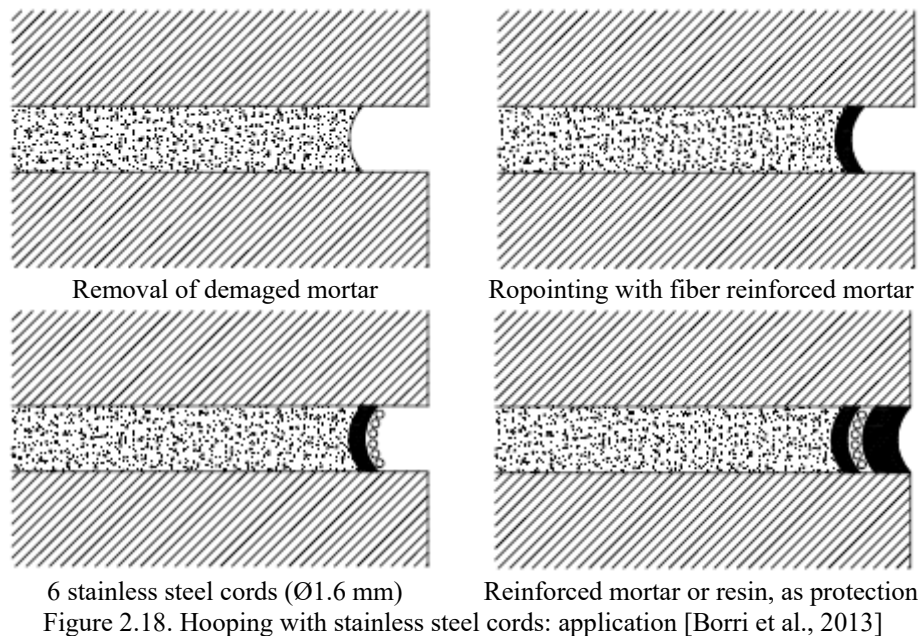 Removal of demaged mortar
Ropointing with fiber reinforced mortar
6 stainless steel cords (Ø1.6 mm)
Reinforced mortar or resin, as protection
Figure 2.18. Hooping with stainless steel cords: application [Borri et al., 2013]